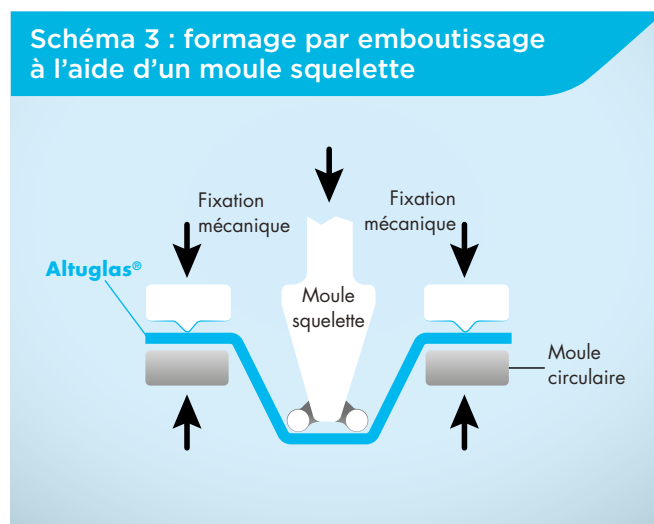 Schéma 3 : formage par emboutissage
à l’aide d’un moule squelette
Fixation
mécanique
Fixation
mécanique
Altuglas®
Moule
squelette
Moule
circulaire